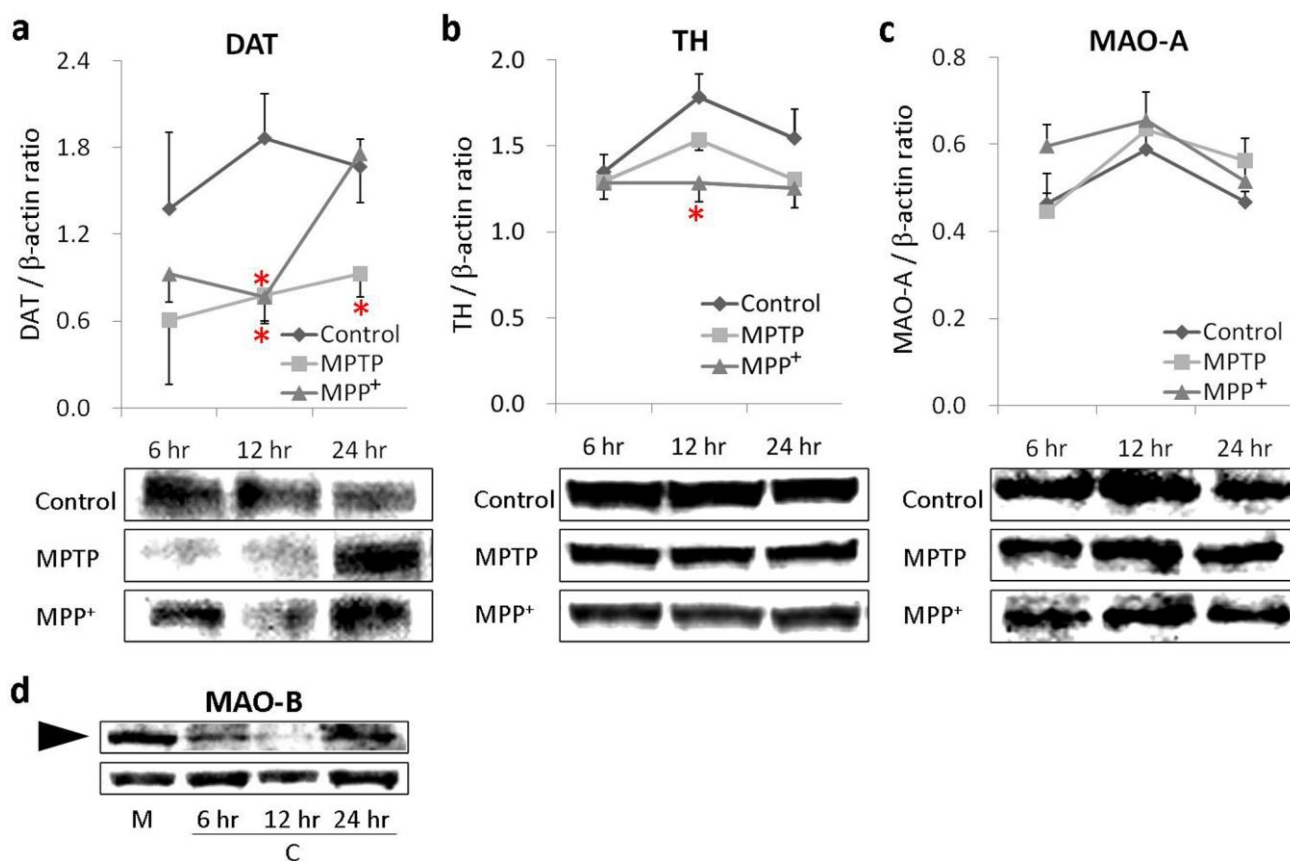 a
DAT
2.4
1.8
1.2
0.6
0.0
DAT / β-actin ratio
*
*
*
Control
MPTP
MPP+
6 hr 12 hr 24 hr
Control
MPTP
MPP+
b
TH
2.0
1.5
1.0
0.5
0.0
TH / β-actin ratio
*
Control
MPTP
MPP+
6 hr 12 hr 24 hr
Control
MPTP
MPP+
c
MAO-A
0.8
0.6
0.4
0.2
0.0
MAO-A / β-actin ratio
Control
MPTP
MPP+
6 hr 12 hr 24 hr
Control
MPTP
MPP+
d
MAO-B
M 6 hr 12 hr 24 hr
C